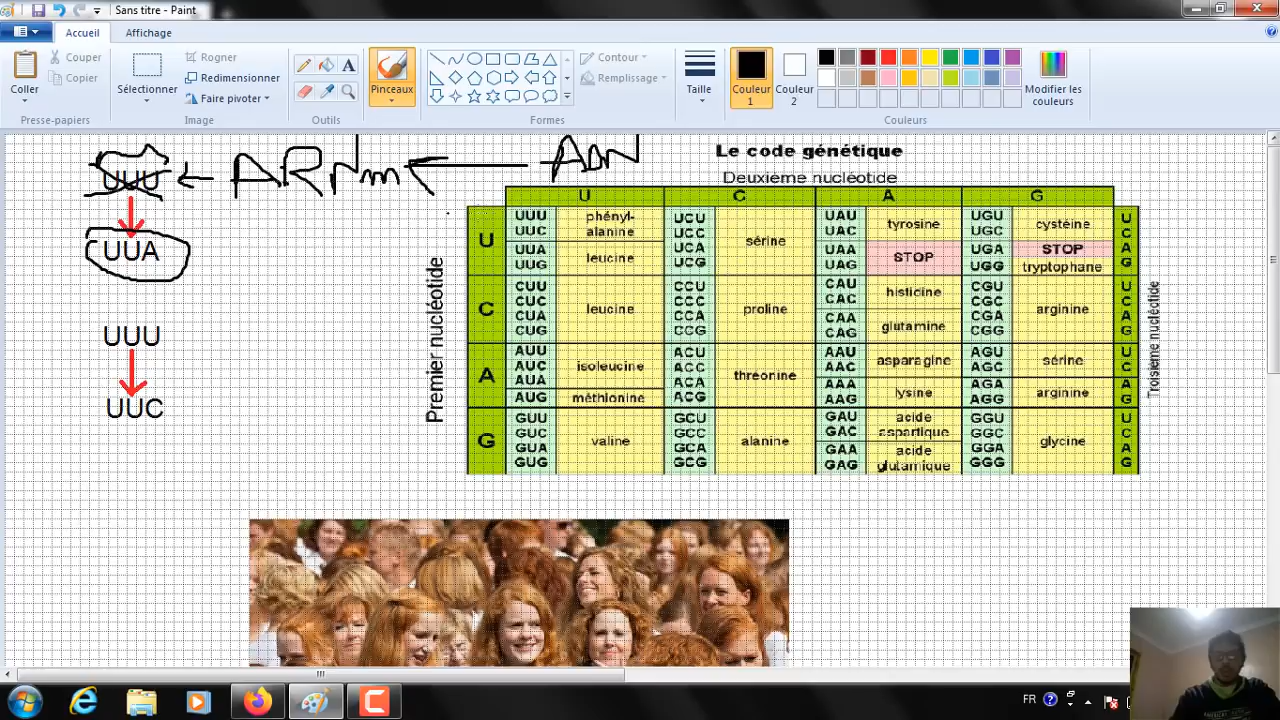 Sans titre - Paint
Accueil
Affichage
Coller
Couper
Copier
Presse-papiers
Sélectionner
Rogner
Redimensionner
Faire pivoter
Image
A
Pinceaux
Outils
Contour
Remplissage
Formes
Taille
Couleur 1
Couleur 2
Modifier les couleurs
Couleurs
UUU ← ARNm ← ADN
UUA
UUU
UUC
Le code génétique
Deuxième nucléotide
U C A G
Premier nucléotide
U
UUU UUC phényl-alanine
UUA UUG leucine
UCU UCC UCA UCG sérine
UAU UAC tyrosine
UAA UAG STOP
UGU UGC cystéine
UGA STOP
UGG tryptophane
U C A G
C
CUU CUC CUA CUG leucine
CCU CCC CCA CCG proline
CAU CAC histicine
CAA CAG glutamine
CGU CGC CGA CGG arginine
U C A G
A
AUU AUC AUA isoleucine
AUG méthionine
ACU ACC ACA ACG thréonine
AAU AAC asparagine
AAA AAG lysine
AGU AGC sérine
AGA AGG arginine
U C A G
G
GUU GUC GUA GUG valine
GCU GCC GCA GCG alanine
GAU GAC acide aspartique
GAA GAG acide glutamique
GGU GGC GGA GGG glycine
U C A G
Troisième nucléotide
FR